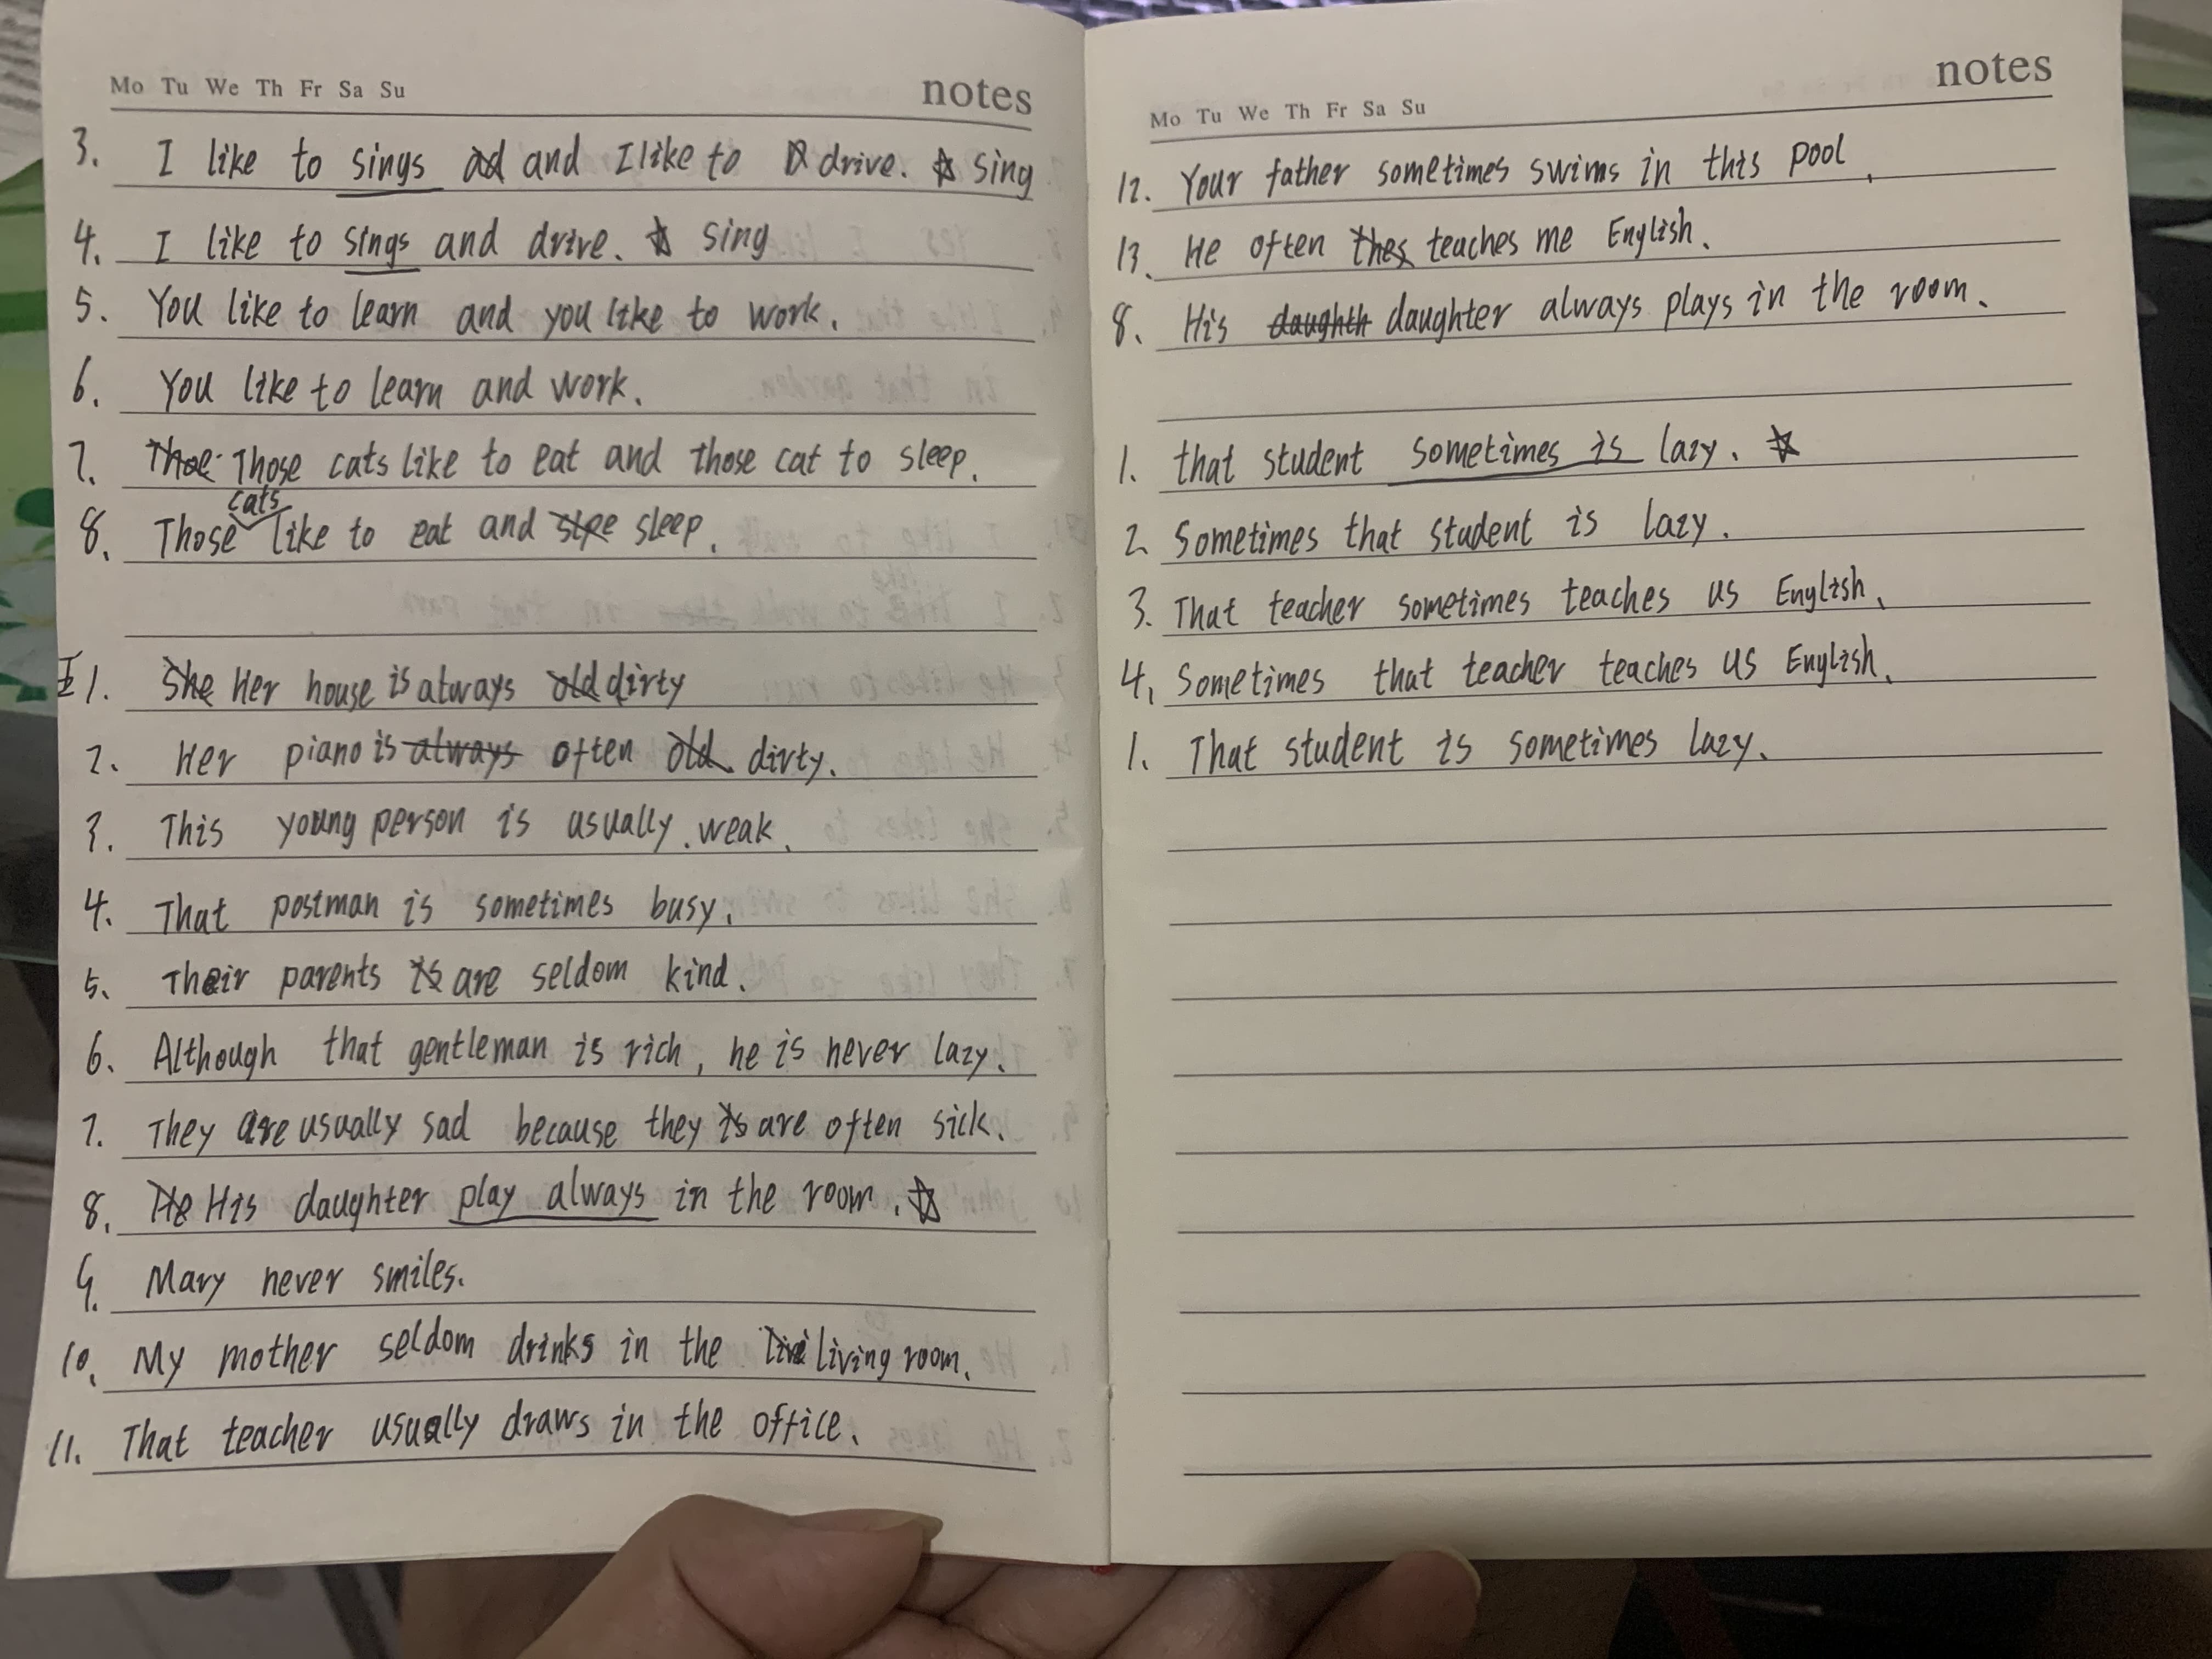 Mo Tu We Th Fr Sa Su notes
3. I like to sings ad and I like to drive. ☆ sing
4. I like to sings and drive. ☆ sing
5. You like to learn and you like to work.
6. You like to learn and work.
7. Thoe Those cats like to eat and those cat to sleep.
cats
8. Those like to eat and slee sleep.
1. She Her house is always old dirty
2. Her piano is always often old dirty.
3. This young person is usually weak.
4. That postman is sometimes busy.
5. Their parents is are seldom kind.
6. Although that gentleman is rich, he is never lazy.
7. They are usually sad because they is are often sick.
8. He His daughter play always in the room. ☆
9. Mary never smiles.
10. My mother seldom drinks in the livi living room.
11. That teacher usually draws in the office.
Mo Tu We Th Fr Sa Su notes
12. Your father sometimes swims in this pool.
13. He often thes teaches me English.
8. His daughth daughter always plays in the room.
1. that student sometimes is lazy. ☆
2. Sometimes that student is lazy.
3. That teacher sometimes teaches us English.
4. Sometimes that teacher teaches us English.
1. That student is sometimes lazy.